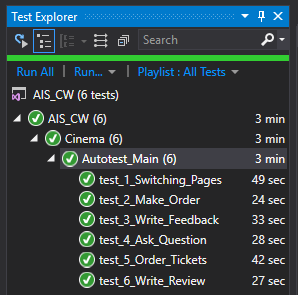 Test Explorer
Search
Run All | Run... | Playlist : All Tests
AIS_CW (6 tests)
AIS_CW (6) 3 min
Cinema (6) 3 min
Autotest_Main (6) 3 min
test_1_Switching_Pages 49 sec
test_2_Make_Order 24 sec
test_3_Write_Feedback 33 sec
test_4_Ask_Question 28 sec
test_5_Order_Tickets 42 sec
test_6_Write_Review 27 sec